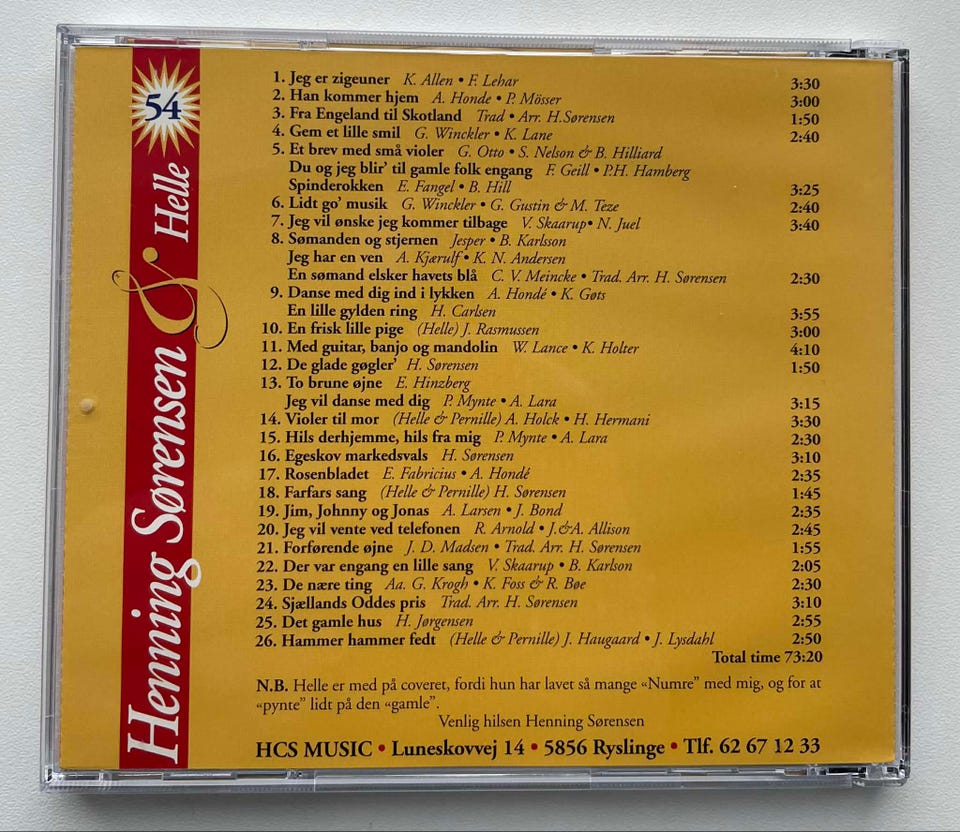 54
Henning Sørensen & Helle
1. Jeg er zigeuner K. Allen • F. Lehar 3:30
2. Han kommer hjem A. Honde • P. Mösser 3:00
3. Fra Engeland til Skotland Trad • Arr. H.Sørensen 1:50
4. Gem et lille smil G. Winckler • K. Lane 2:40
5. Et brev med små violer G. Otto • S. Nelson & B. Hilliard
Du og jeg blir' til gamle folk engang F. Geill • P.H. Hamberg
Spinderokken E. Fangel • B. Hill 3:25
6. Lidt go' musik G. Winckler • G. Gustin & M. Teze 2:40
7. Jeg vil ønske jeg kommer tilbage V. Skaarup • N. Juel 3:40
8. Sømanden og stjernen Jesper • B. Karlsson
Jeg har en ven A. Kjærulf • K. N. Andersen
En sømand elsker havets blå C. V. Meincke • Trad. Arr. H. Sørensen 2:30
9. Danse med dig ind i lykken A. Hondé • K. Gøts
En lille gylden ring H. Carlsen 3:55
10. En frisk lille pige (Helle) J. Rasmussen 3:00
11. Med guitar, banjo og mandolin W. Lance • K. Holter 4:10
12. De glade gøgler' H. Sørensen 1:50
13. To brune øjne E. Hinzberg
Jeg vil danse med dig P. Mynte • A. Lara 3:15
14. Violer til mor (Helle & Pernille) A. Holck • H. Hermani 3:30
15. Hils derhjemme, hils fra mig P. Mynte • A. Lara 2:30
16. Egeskov markedsvals H. Sørensen 3:10
17. Rosenbladet E. Fabricius • A. Hondé 2:35
18. Farfars sang (Helle & Pernille) H. Sørensen 1:45
19. Jim, Johnny og Jonas A. Larsen • J. Bond 2:35
20. Jeg vil vente ved telefonen R. Arnold • J.&A. Allison 2:45
21. Forførende øjne J. D. Madsen • Trad. Arr. H. Sørensen 1:55
22. Der var engang en lille sang V. Skaarup • B. Karlson 2:05
23. De nære ting Aa. G. Krogh • K. Foss & R. Bøe 2:30
24. Sjællands Oddes pris Trad. Arr. H. Sørensen 3:10
25. Det gamle hus H. Jørgensen 2:55
26. Hammer hammer fedt (Helle & Pernille) J. Haugaard • J. Lysdahl 2:50
Total time 73:20
N.B. Helle er med på coveret, fordi hun har lavet så mange «Numre" med mig, og for at
«pynte" lidt på den «gamle".
Venlig hilsen Henning Sørensen
HCS MUSIC • Luneskovvej 14 • 5856 Ryslinge • Tlf. 62 67 12 33